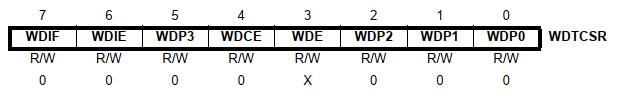 7 6 5 4 3 2 1 0
WDIF WDIE WDP3 WDCE WDE WDP2 WDP1 WDP0 WDTCSR
R/W R/W R/W R/W R/W R/W R/W R/W
0 0 0 0 X 0 0 0